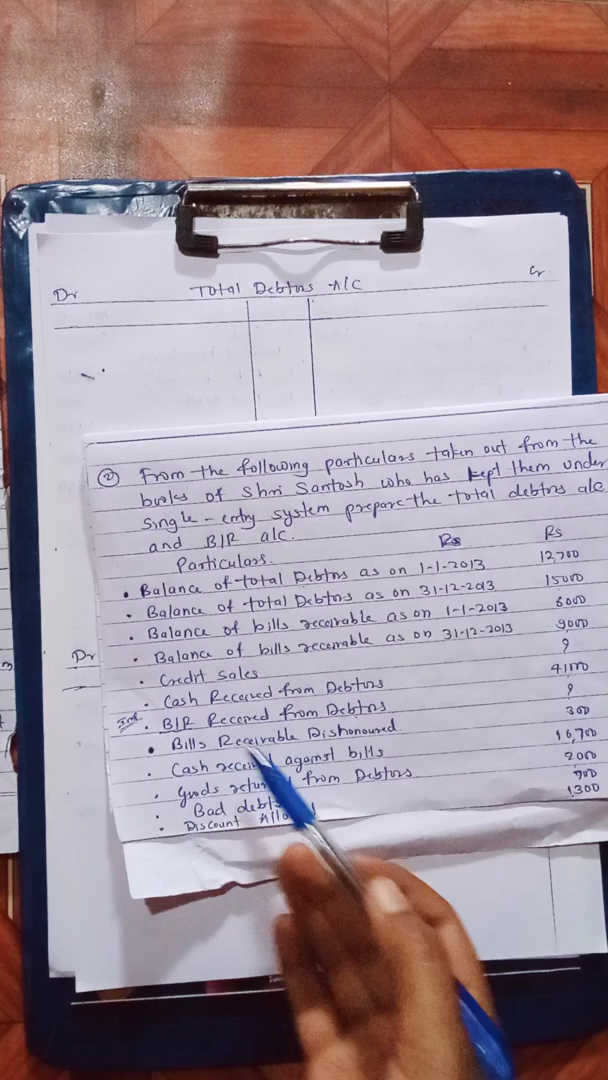 Dr Total Debtors A/C Cr
② From the following particulars taken out from the
books of Shri Santosh who has kept them under
single-entry system prepare the total debtors a/c
and B/R a/c.
Particulars. Rs Rs
• Balance of total Debtors as on 1-1-2013 12,700
• Balance of total Debtors as on 31-12-2013 15000
• Balance of bills receivable as on 1-1-2013 8000
• Balance of bills receivable as on 31-12-2013 9000
Dr
• Credit sales ?
• Cash Received from Debtors
• B/R Received from Debtors ?
• Bills Receivable Dishonoured 300
• Cash against bills 16,700
• Goods from Debtors 2000
• Bad debts 900
• Discount 1,300